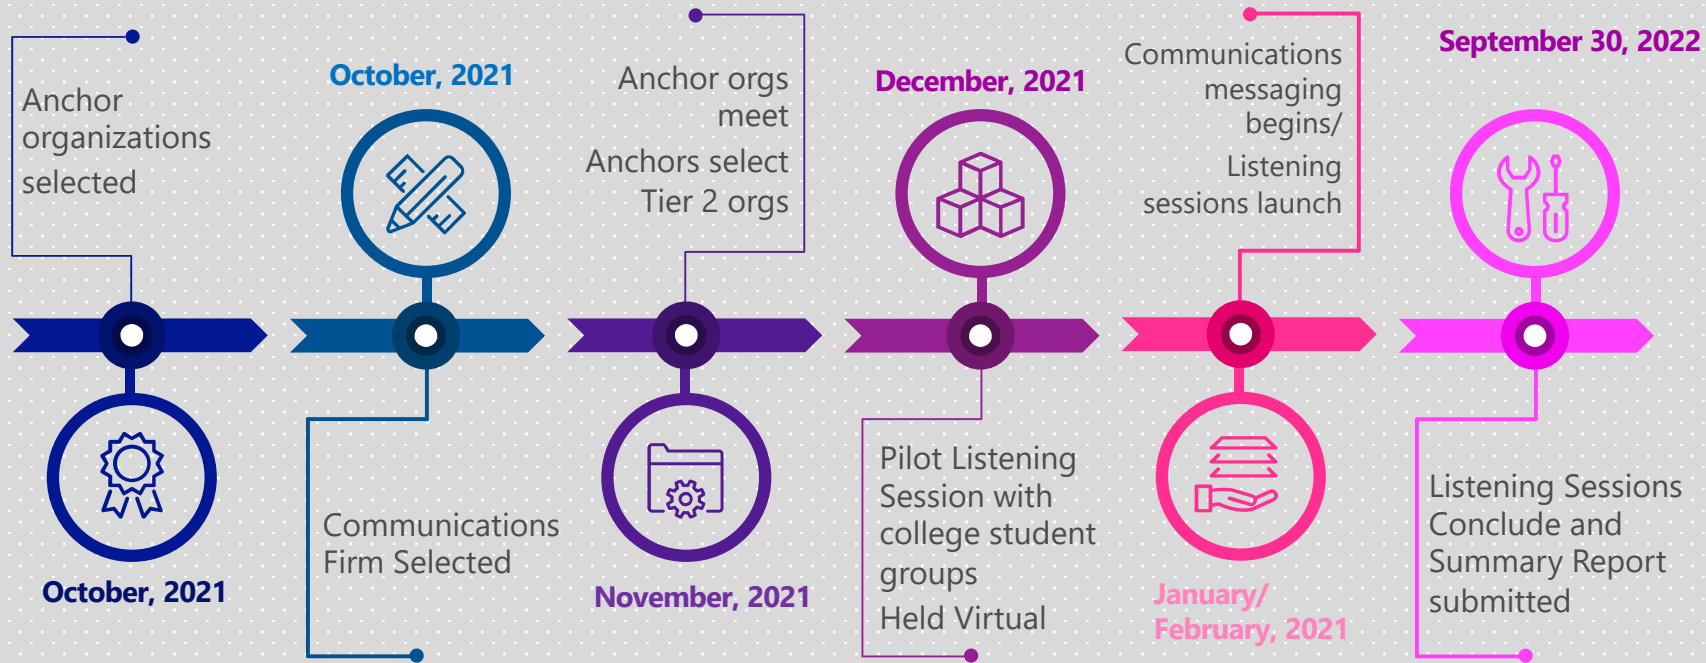 Anchor
organizations
selected
October, 2021
October, 2021
Communications
Firm Selected
Anchor orgs
meet
Anchors select
Tier 2 orgs
November, 2021
December, 2021
Pilot Listening
Session with
college student
groups
Held Virtual
Communications
messaging
begins/
Listening
sessions launch
January/
February, 2021
September 30, 2022
Listening Sessions
Conclude and
Summary Report
submitted